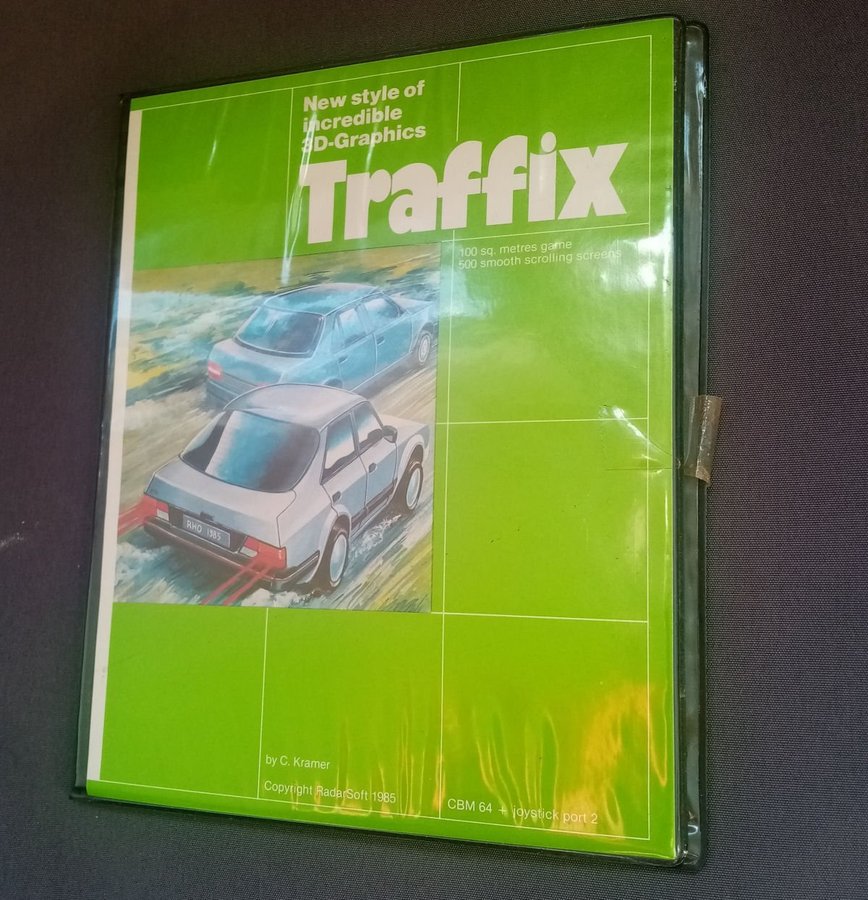 New style of
incredible
3D-Graphics
Traffix
100 sq. metres game
500 smooth scrolling screens
RHO 1985
by C. Kramer
Copyright RadarSoft 1985
CBM 64 + joystick port 2